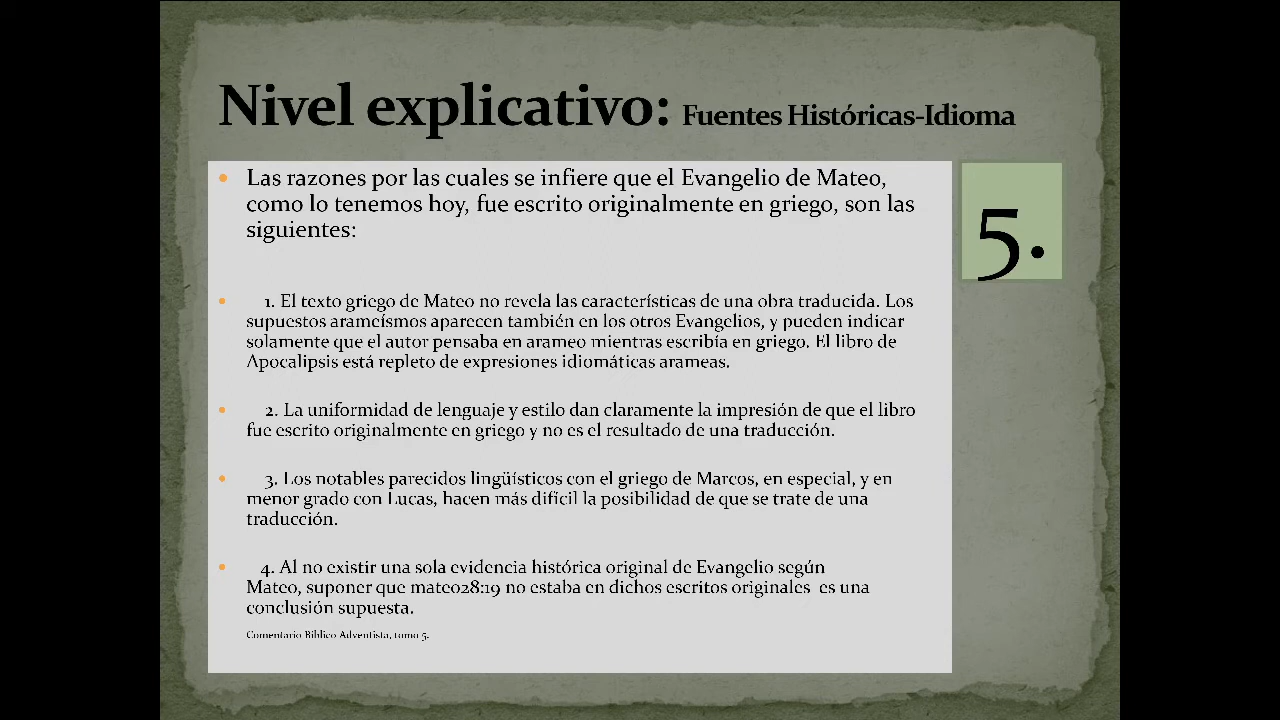 Nivel explicativo: Fuentes Históricas-Idioma
Las razones por las cuales se infiere que el Evangelio de Mateo,
como lo tenemos hoy, fue escrito originalmente en griego, son las
siguientes:
5.
1. El texto griego de Mateo no revela las características de una obra traducida. Los
supuestos arameísmos aparecen también en los otros Evangelios, y pueden indicar
solamente que el autor pensaba en arameo mientras escribía en griego. El libro de
Apocalipsis está repleto de expresiones idiomáticas arameas.
2. La uniformidad de lenguaje y estilo dan claramente la impresión de que el libro
fue escrito originalmente en griego y no es el resultado de una traducción.
3. Los notables parecidos lingüísticos con el griego de Marcos, en especial, y en
menor grado con Lucas, hacen más difícil la posibilidad de que se trate de una
traducción.
4. Al no existir una sola evidencia histórica original de Evangelio según
Mateo, suponer que mateo28:19 no estaba en dichos escritos originales es una
conclusión supuesta.
Comentario Bíblico Adventista, tomo 5.